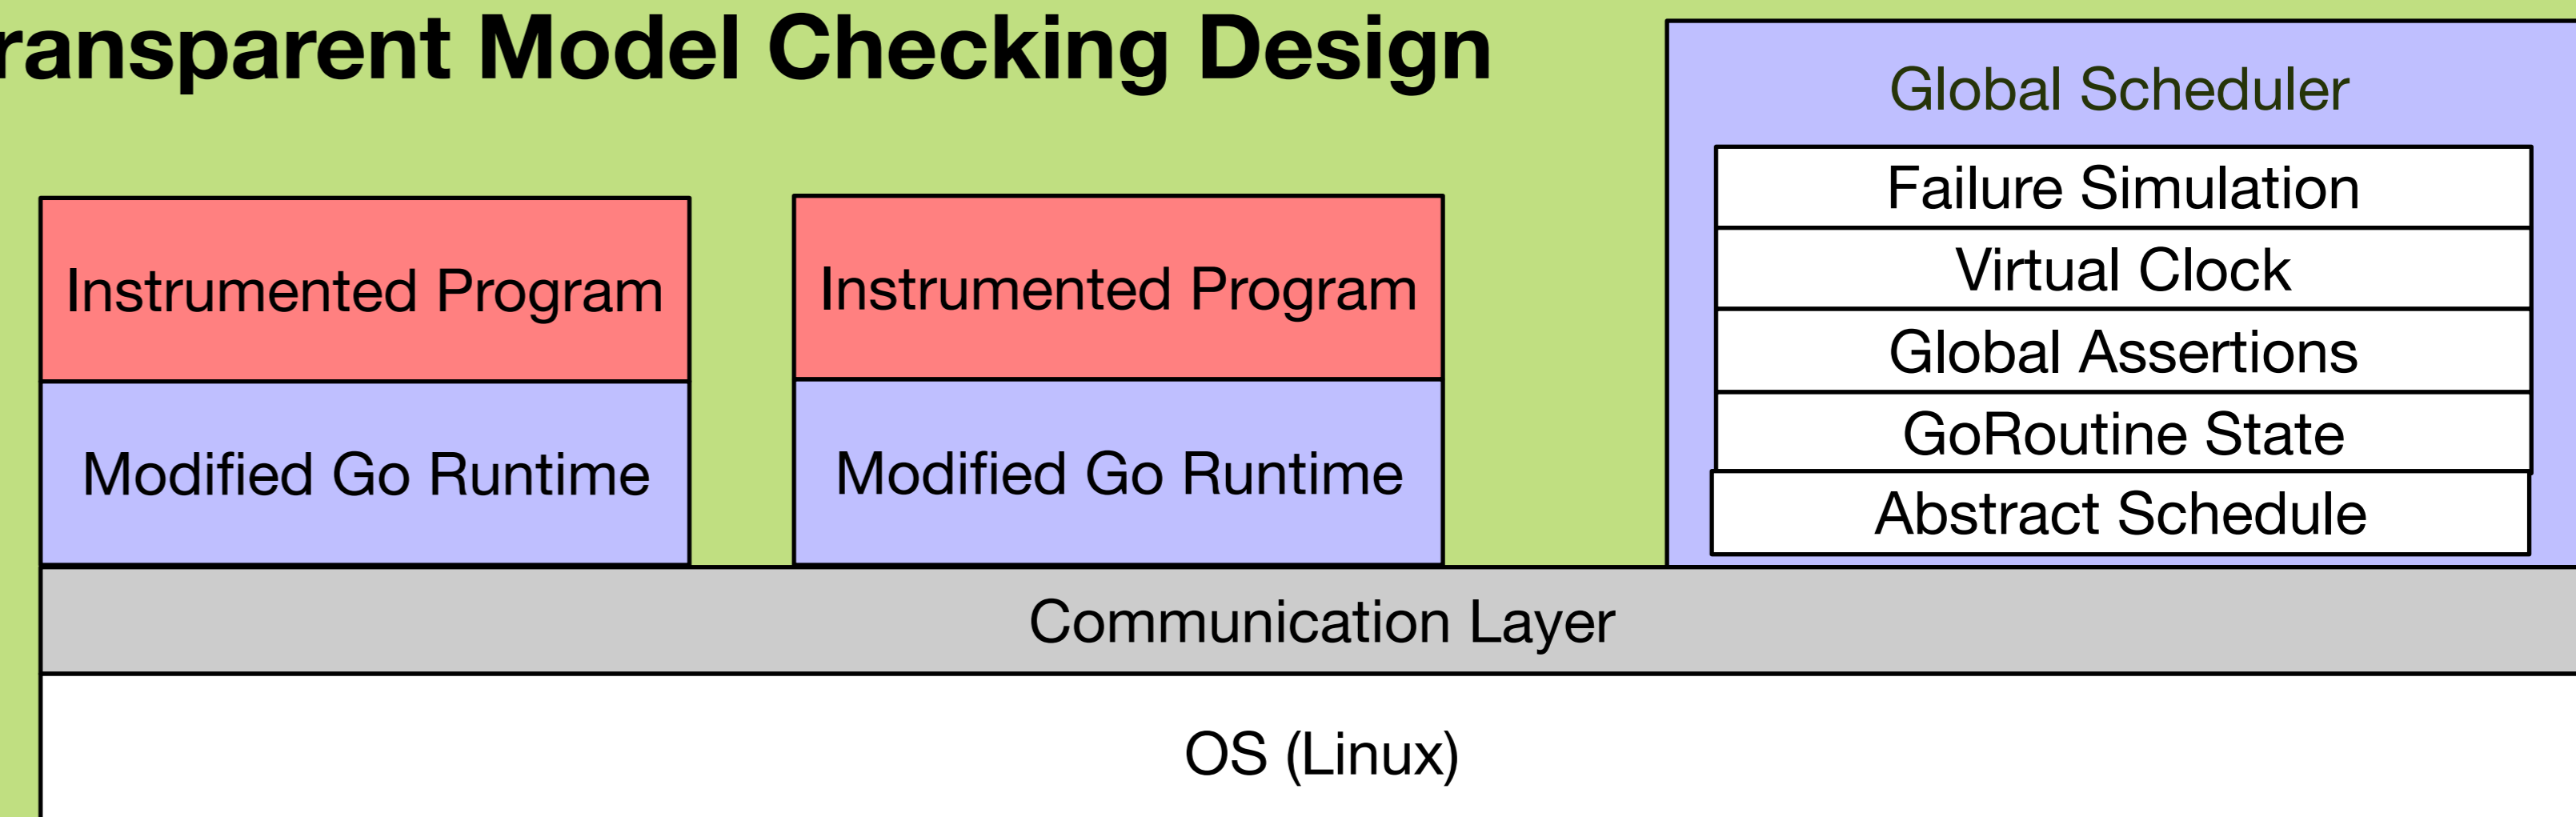 ransparent Model Checking Design
Global Scheduler
Failure Simulation
Virtual Clock
Global Assertions
GoRoutine State
Abstract Schedule
Instrumented Program
Modified Go Runtime
Instrumented Program
Modified Go Runtime
Communication Layer
OS (Linux)